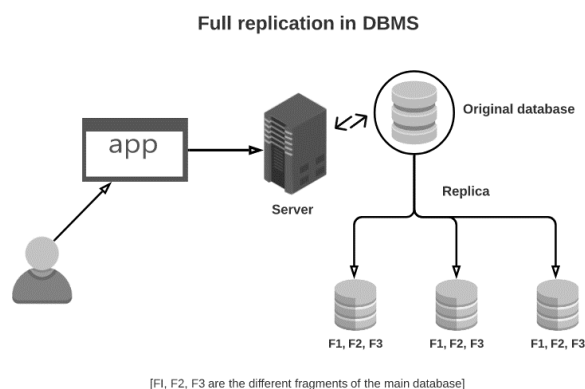 Full replication in DBMS
app
Original database
Server
Replica
F1, F2, F3
F1, F2, F3
F1, F2, F3
[FI, F2, F3 are the different fragments of the main database]